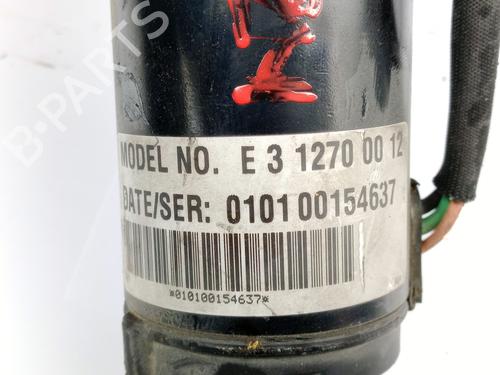 MODEL NO. E 3 1270 00 12
DATE/SER: 0101 00154637
*010100154637*
B-PARTS